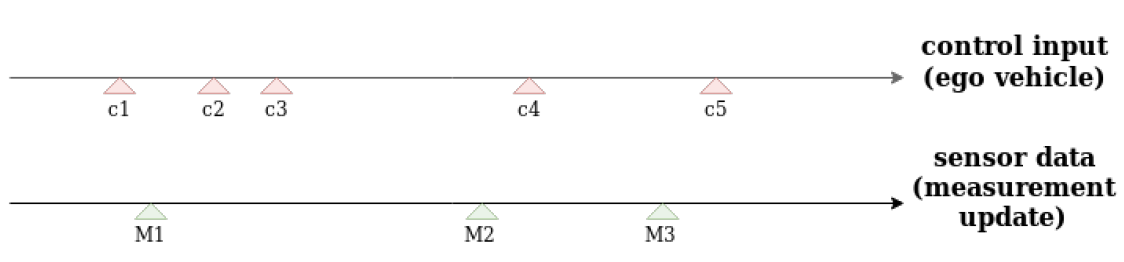 control input
(ego vehicle)
c1 c2 c3 c4 c5
sensor data
(measurement
update)
M1 M2 M3